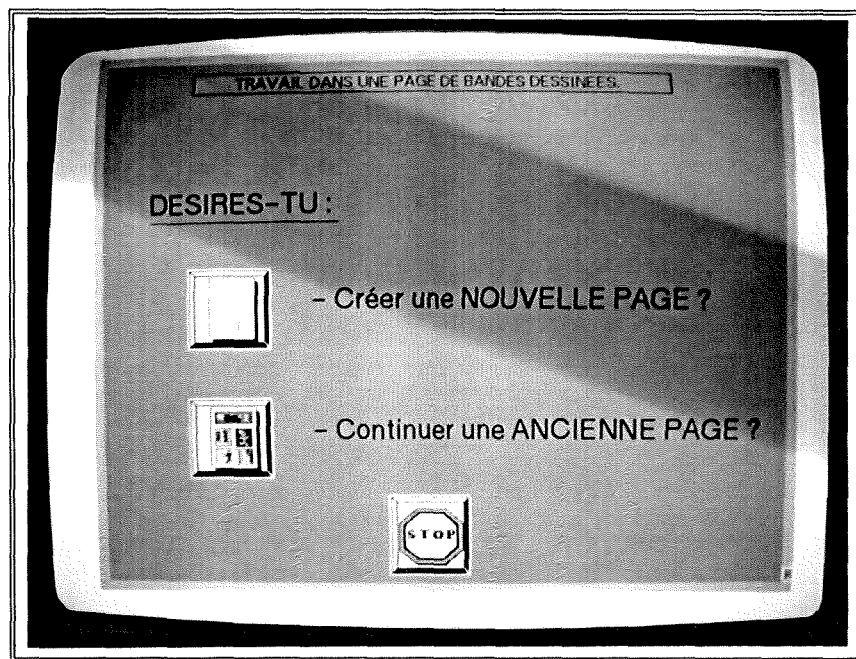 TRAVAIL DANS UNE PAGE DE BANDES DESSINEES.
DESIRES-TU :
- Créer une NOUVELLE PAGE ?
- Continuer une ANCIENNE PAGE ?
STOP